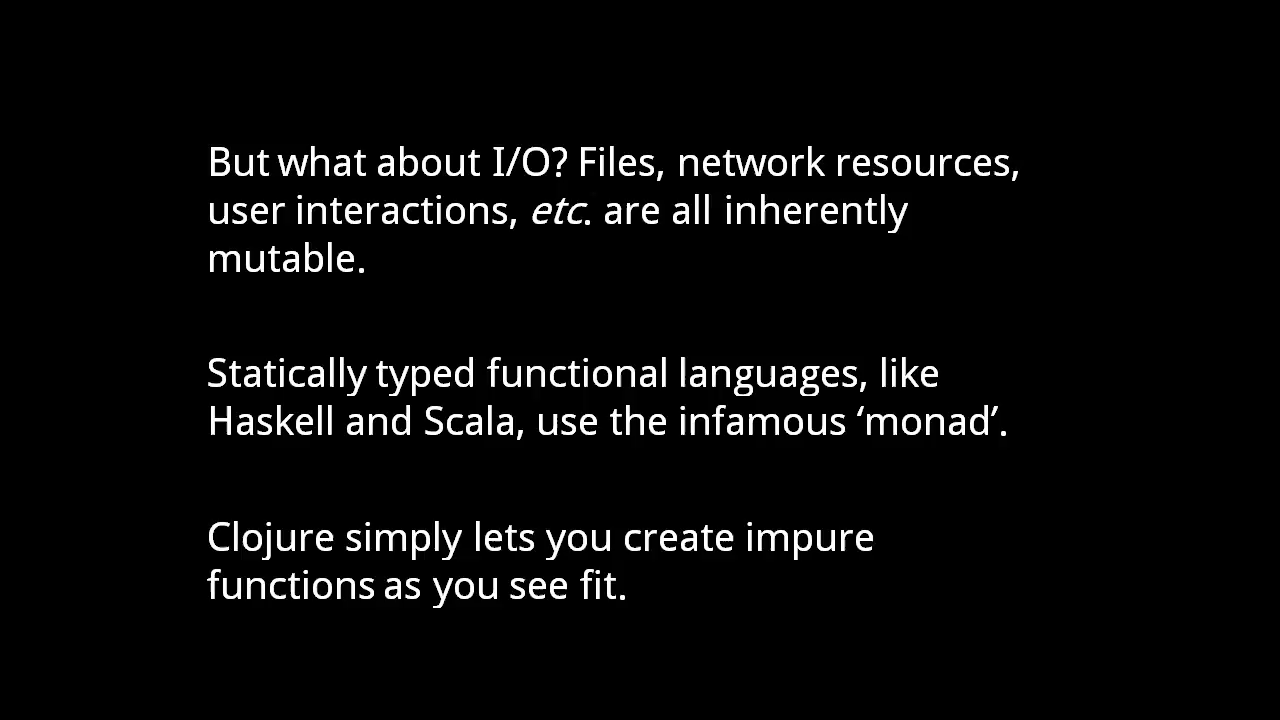 But what about I/O? Files, network resources,
user interactions, etc. are all inherently
mutable.
Statically typed functional languages, like
Haskell and Scala, use the infamous ‘monad’.
Clojure simply lets you create impure
functions as you see fit.